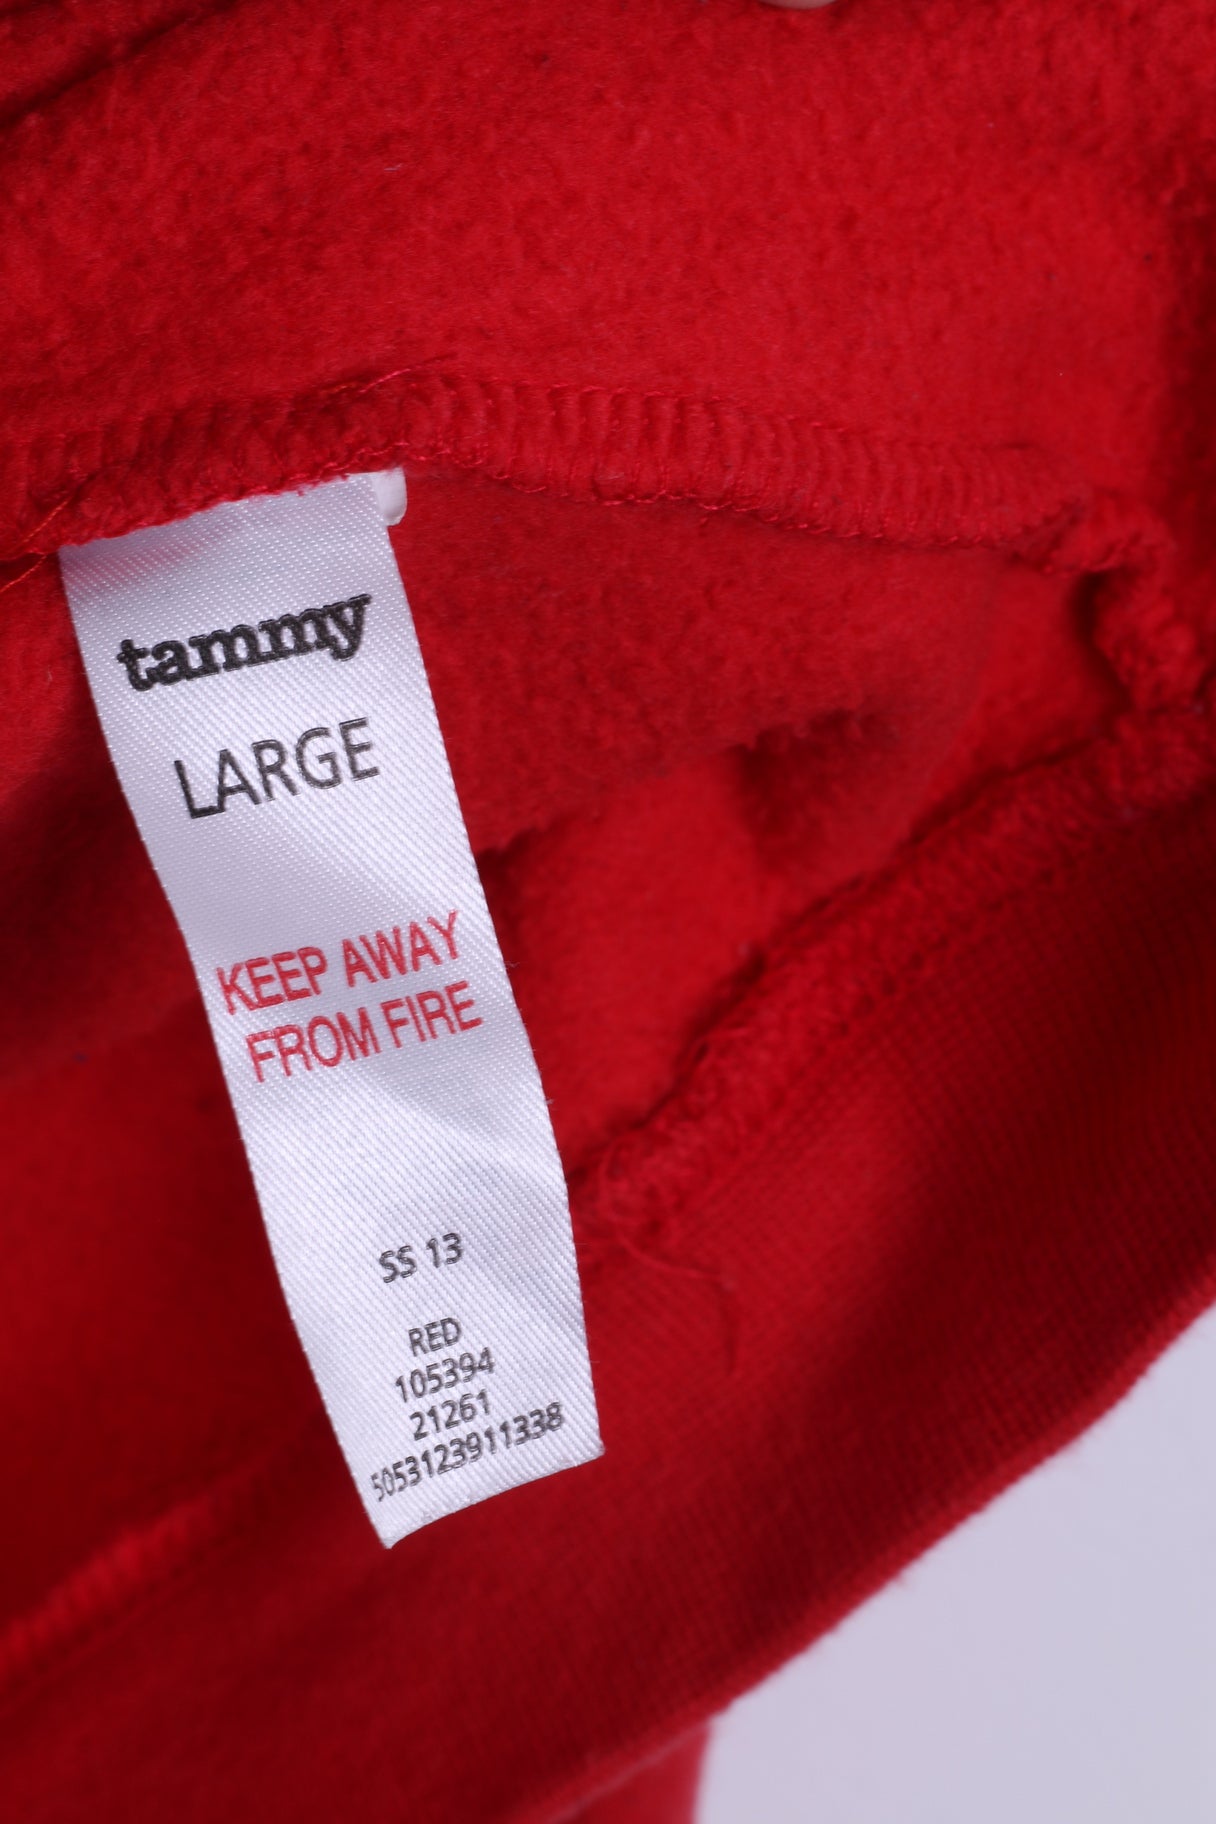 tammy
LARGE
KEEP AWAY
FROM FIRE
SS 13
RED
105394
21261
5053123911338